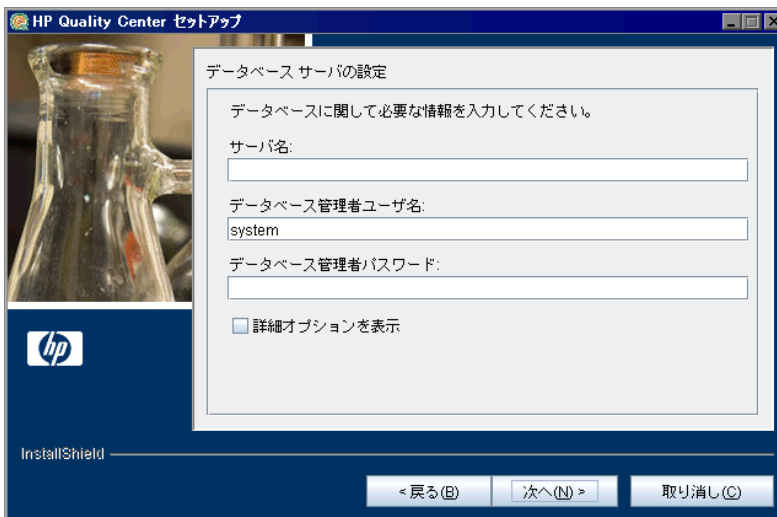 HP Quality Center セットアップ
データベース サーバの設定
データベースに関して必要な情報を入力してください。
サーバ名:
データベース管理者ユーザ名:
system
データベース管理者パスワード:
詳細オプションを表示
hp
InstallShield
<戻る(B)
次へ(N)>
取り消し(C)